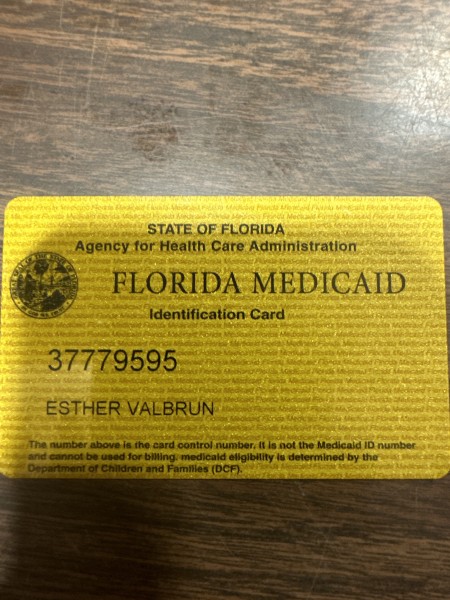 STATE OF FLORIDA
Agency for Health Care Administration
FLORIDA MEDICAID
Identification Card
37779595
ESTHER VALBRUN
The number above is the card control number. It is not the Medicaid ID number
and cannot be used for billing. medicaid eligibility is determined by the
Department of Children and Families (DCF).